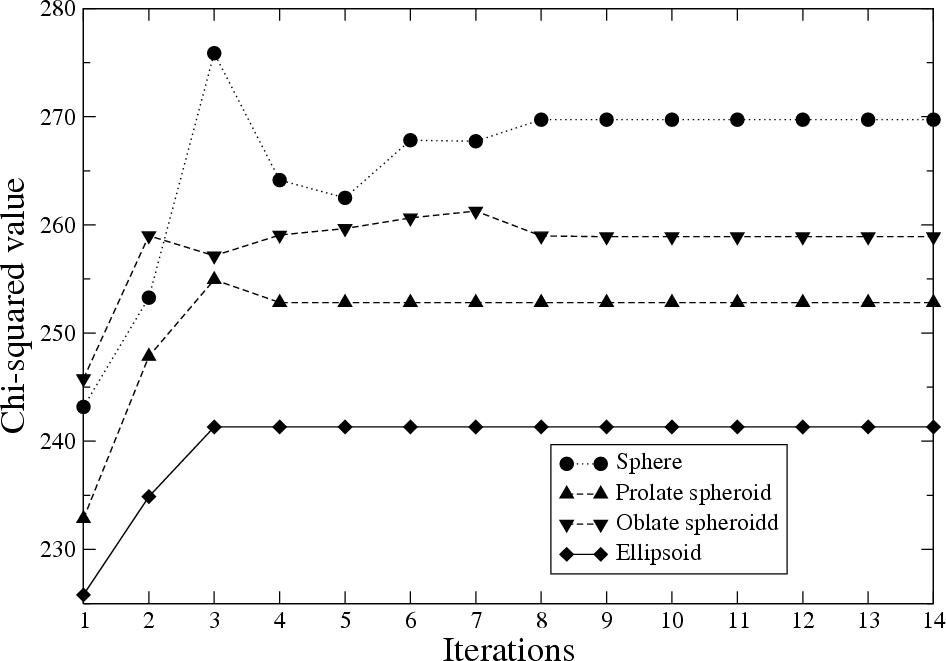 280
270
260
250
240
230
Chi-squared value
Sphere
Prolate spheroid
Oblate spheroidd
Ellipsoid
1 2 3 4 5 6 7 8 9 10 11 12 13 14
Iterations